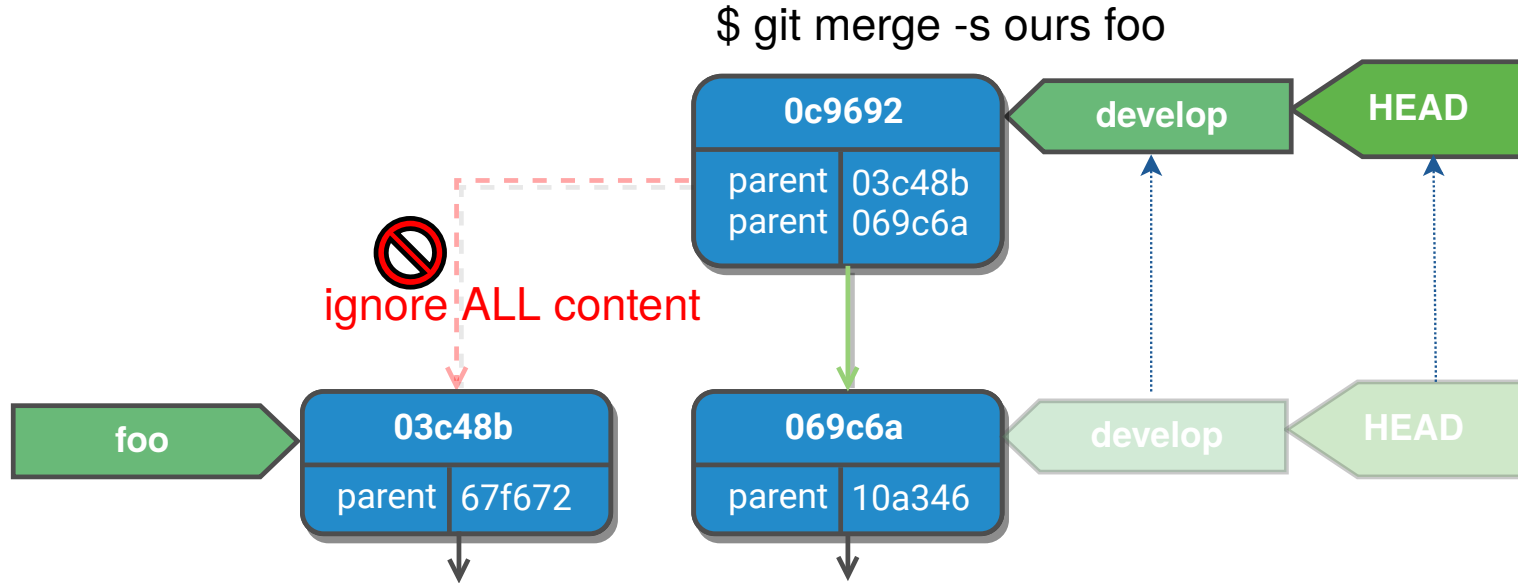 $ git merge -s ours foo
0c9692
develop
HEAD
parent 03c48b
parent 069c6a
ignore ALL content
foo
03c48b
069c6a
develop
HEAD
parent 67f672
parent 10a346